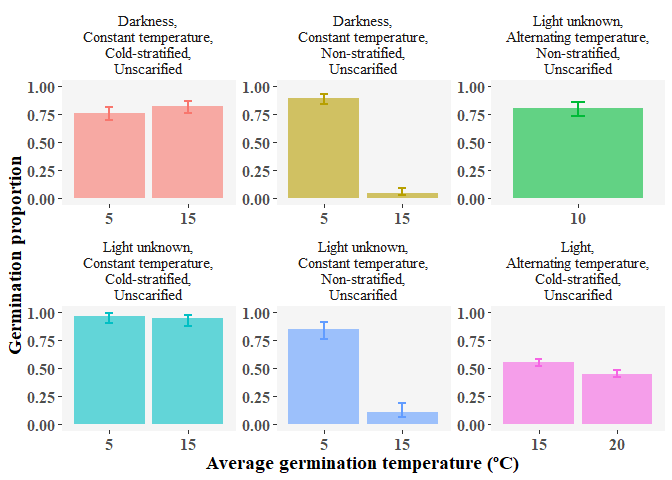 Darkness,
Constant temperature,
Cold-stratified,
Unscarified
Darkness,
Constant temperature,
Non-stratified,
Unscarified
Light unknown,
Alternating temperature,
Non-stratified,
Unscarified
1.00
0.75
0.50
0.25
0.00
5 15
1.00
0.75
0.50
0.25
0.00
5 15
1.00
0.75
0.50
0.25
0.00
10
Light unknown,
Constant temperature,
Cold-stratified,
Unscarified
Light unknown,
Constant temperature,
Non-stratified,
Unscarified
Light,
Alternating temperature,
Cold-stratified,
Unscarified
1.00
0.75
0.50
0.25
0.00
5 15
1.00
0.75
0.50
0.25
0.00
5 15
1.00
0.75
0.50
0.25
0.00
15 20
Germination proportion
Average germination temperature (ºC)